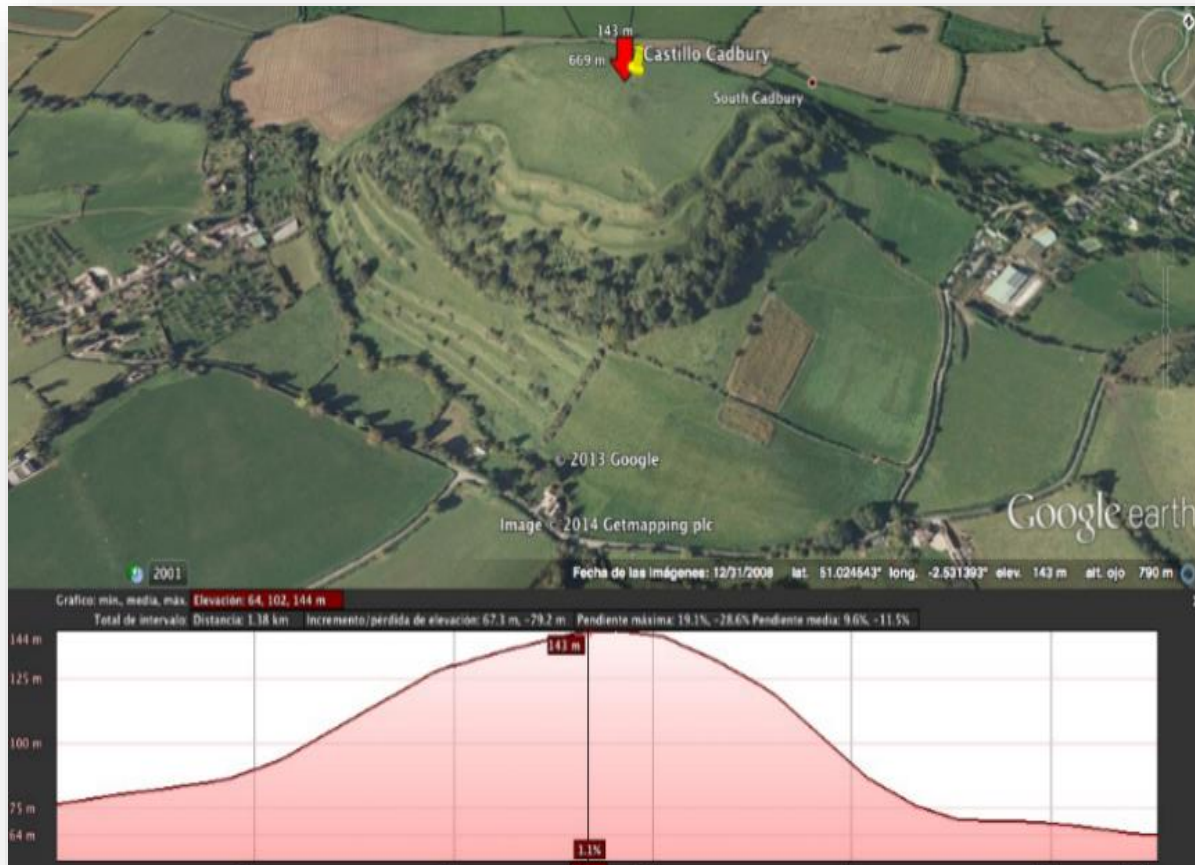 143 m
669 m
Castillo Cadbury
South Cadbury
© 2013 Google
Image © 2014 Getmapping plc
Google earth
2001
Fecha de las imágenes: 12/31/2008 lat. 51.024543° long. -2.531393° elev. 143 m alt. ojo 790 m
Gráfico: mín, media, máx. Elevación: 64, 102, 144 m
Total de intervalo: Distancia: 1.38 km Incremento/pérdida de elevación: 67.3 m, -79.2 m Pendiente máxima: 19.1%, -28.6% Pendiente media: 9.6%, -11.5%
144 m
143 m
125 m
100 m
75 m
64 m
1.1%